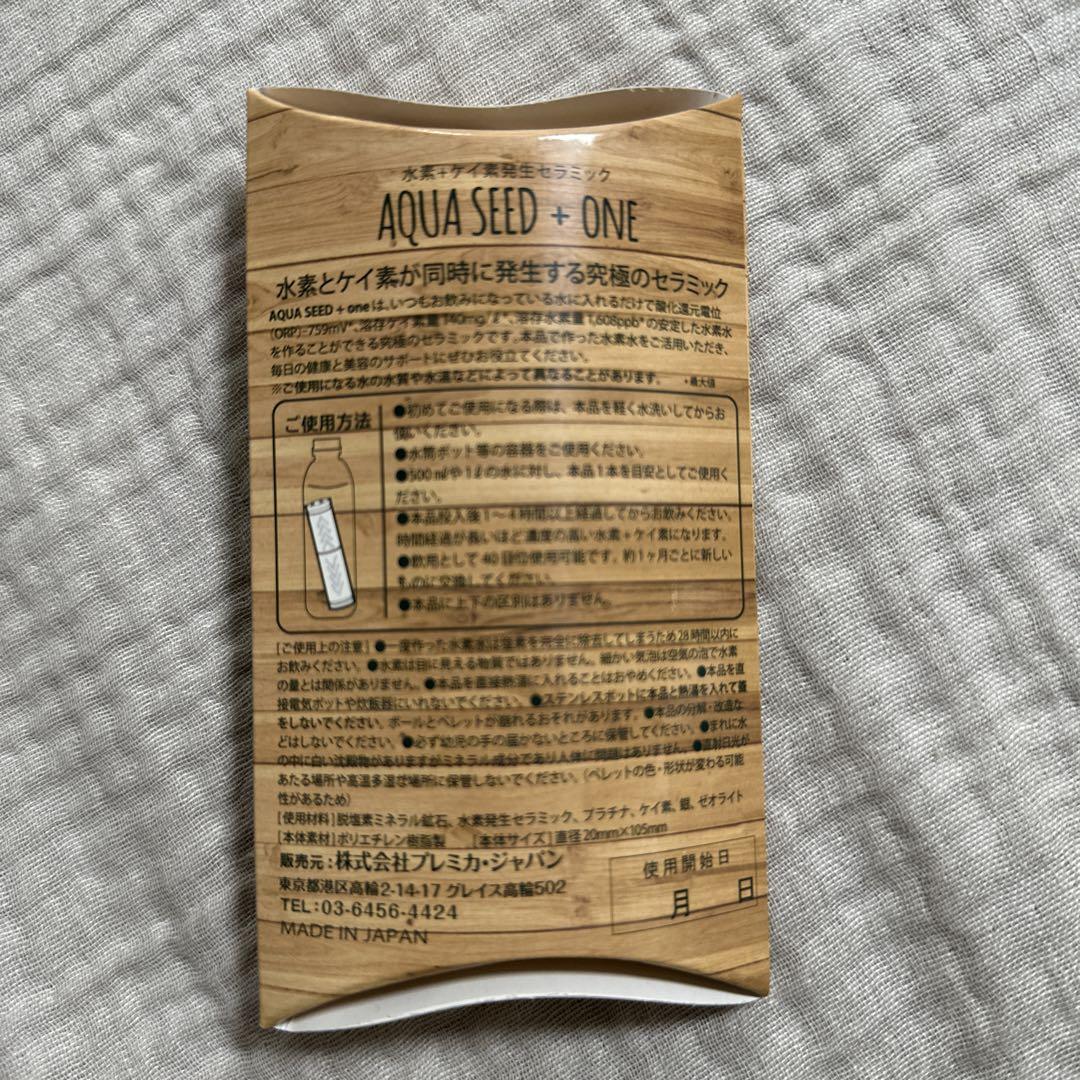 水素+ケイ素発生セラミック
AQUA SEED + ONE
水素とケイ素が同時に発生する究極のセラミック
AQUA SEED + oneは、いつもお飲みになっている水に入れるだけで酸化還元電位
(ORP)-759mV*、溶存ケイ素量140mg/ℓ*、溶存水素量1,608ppb*の安定した水素水
を作ることができる究極のセラミックです。本品で作った水素水をご活用いただき、
毎日の健康と美容のサポートにぜひお役立てください。
※ご使用になる水の水質や水温などによって異なることがあります。 *最大値
ご使用方法
●初めてご使用になる際は、本品を軽く水洗いしてからお
使いください。
●水筒ポット等の容器をご使用ください。
●500㎖や1ℓの水に対し、本品1本を目安としてご使用く
ださい。
●本品投入後1〜4時間以上経過してからお飲みください。
時間経過が長いほど濃度の高い水素+ケイ素になります。
●飲用として40回位使用可能です。約1ヶ月ごとに新しい
ものに交換してください。
●本品に上下の区別はありません。
[ご使用上の注意] ●一度作った水素水は塩素を完全に除去してしまうため28時間以内に
お飲みください。●水素は目に見える物質ではありません。細かい気泡は空気の泡で水素
の量とは関係がありません。●本品を直接熱湯に入れることはおやめください。●本品を直
接電気ポットや炊飯器にいれないでください。●ステンレスポットに本品と熱湯を入れて蓋
をしないでください。ボールとペレットが崩れるおそれがあります。●本品の分解・改造な
どはしないでください。●必ず幼児の手の届かないところに保管してください。●まれに水
の中に白い沈殿物がありますがミネラル成分であり人体に問題はありません。●直射日光が
あたる場所や高温多湿な場所に保管しないでください。(ペレットの色・形状が変わる可能
性があるため)
[使用材料] 脱塩素ミネラル鉱石、水素発生セラミック、プラチナ、ケイ素、銀、ゼオライト
[本体素材] ポリエチレン樹脂製 [本体サイズ] 直径20mm×105mm
販売元:株式会社プレミカ・ジャパン
東京都港区高輪2-14-17 グレイス高輪502
TEL:03-6456-4424
MADE IN JAPAN
使用開始日
月 日